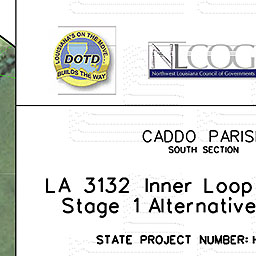 LOUISIANA'S ON THE MOVE...
DOTD
BUILDS THE WAY
NLCOG
Northwest Louisiana Council of Governments
CADDO PARIS
SOUTH SECTION
LA 3132 Inner Loop
Stage 1 Alternative
STATE PROJECT NUMBER: H